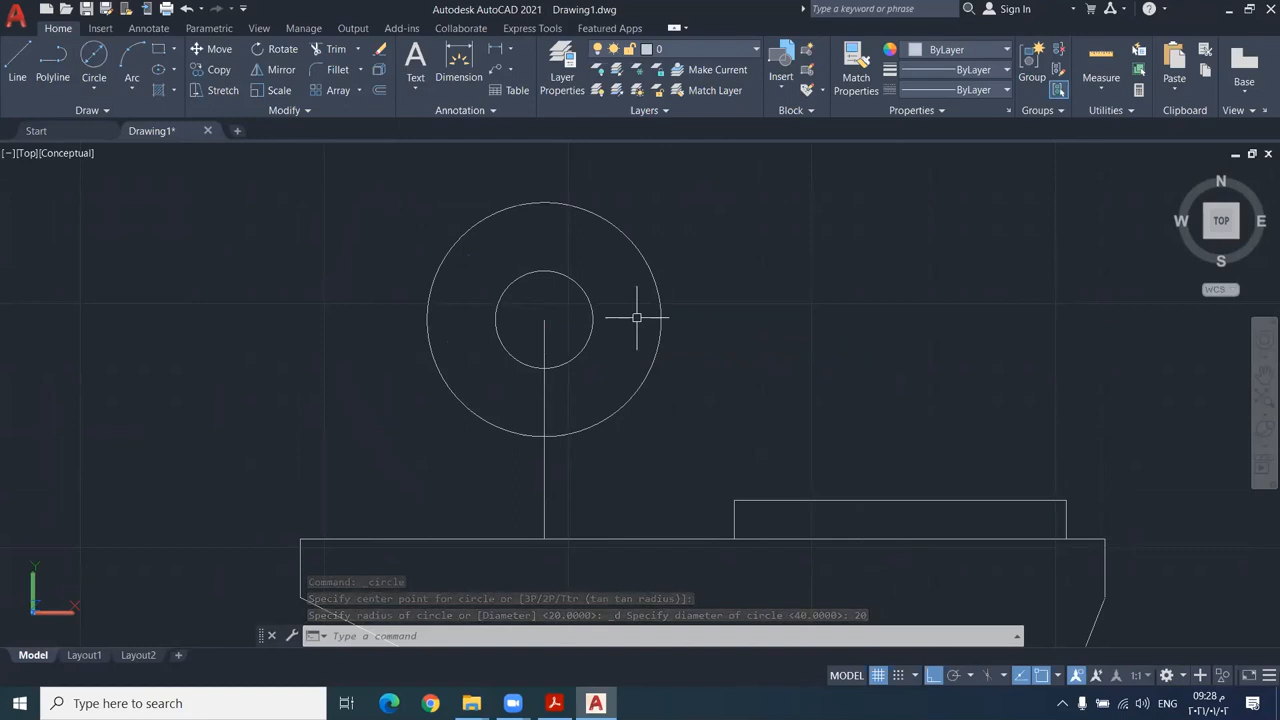 Autodesk AutoCAD 2021 Drawing1.dwg
Type a keyword or phrase
Sign In
Home Insert Annotate Parametric View Manage Output Add-ins Collaborate Express Tools Featured Apps
Line Polyline Circle Arc
Move Rotate Trim
Copy Mirror Fillet
Stretch Scale Array
Text Dimension Table
Layer Properties
0
Make Current
Match Layer
Insert
Match Properties
ByLayer
ByLayer
ByLayer
Group
Measure
Paste
Base
Draw Modify Annotation Layers Block Properties Groups Utilities Clipboard View
Start Drawing1*
[−][Top][Conceptual]
N
W TOP E
S
WCS
Y
X
Command: _circle
Specify center point for circle or [3P/2P/Ttr (tan tan radius)]:
Specify radius of circle or [Diameter] <20.0000>: _d Specify diameter of circle <40.0000>: 20
Type a command
Model Layout1 Layout2
MODEL 1:1
Type here to search
09:28 م